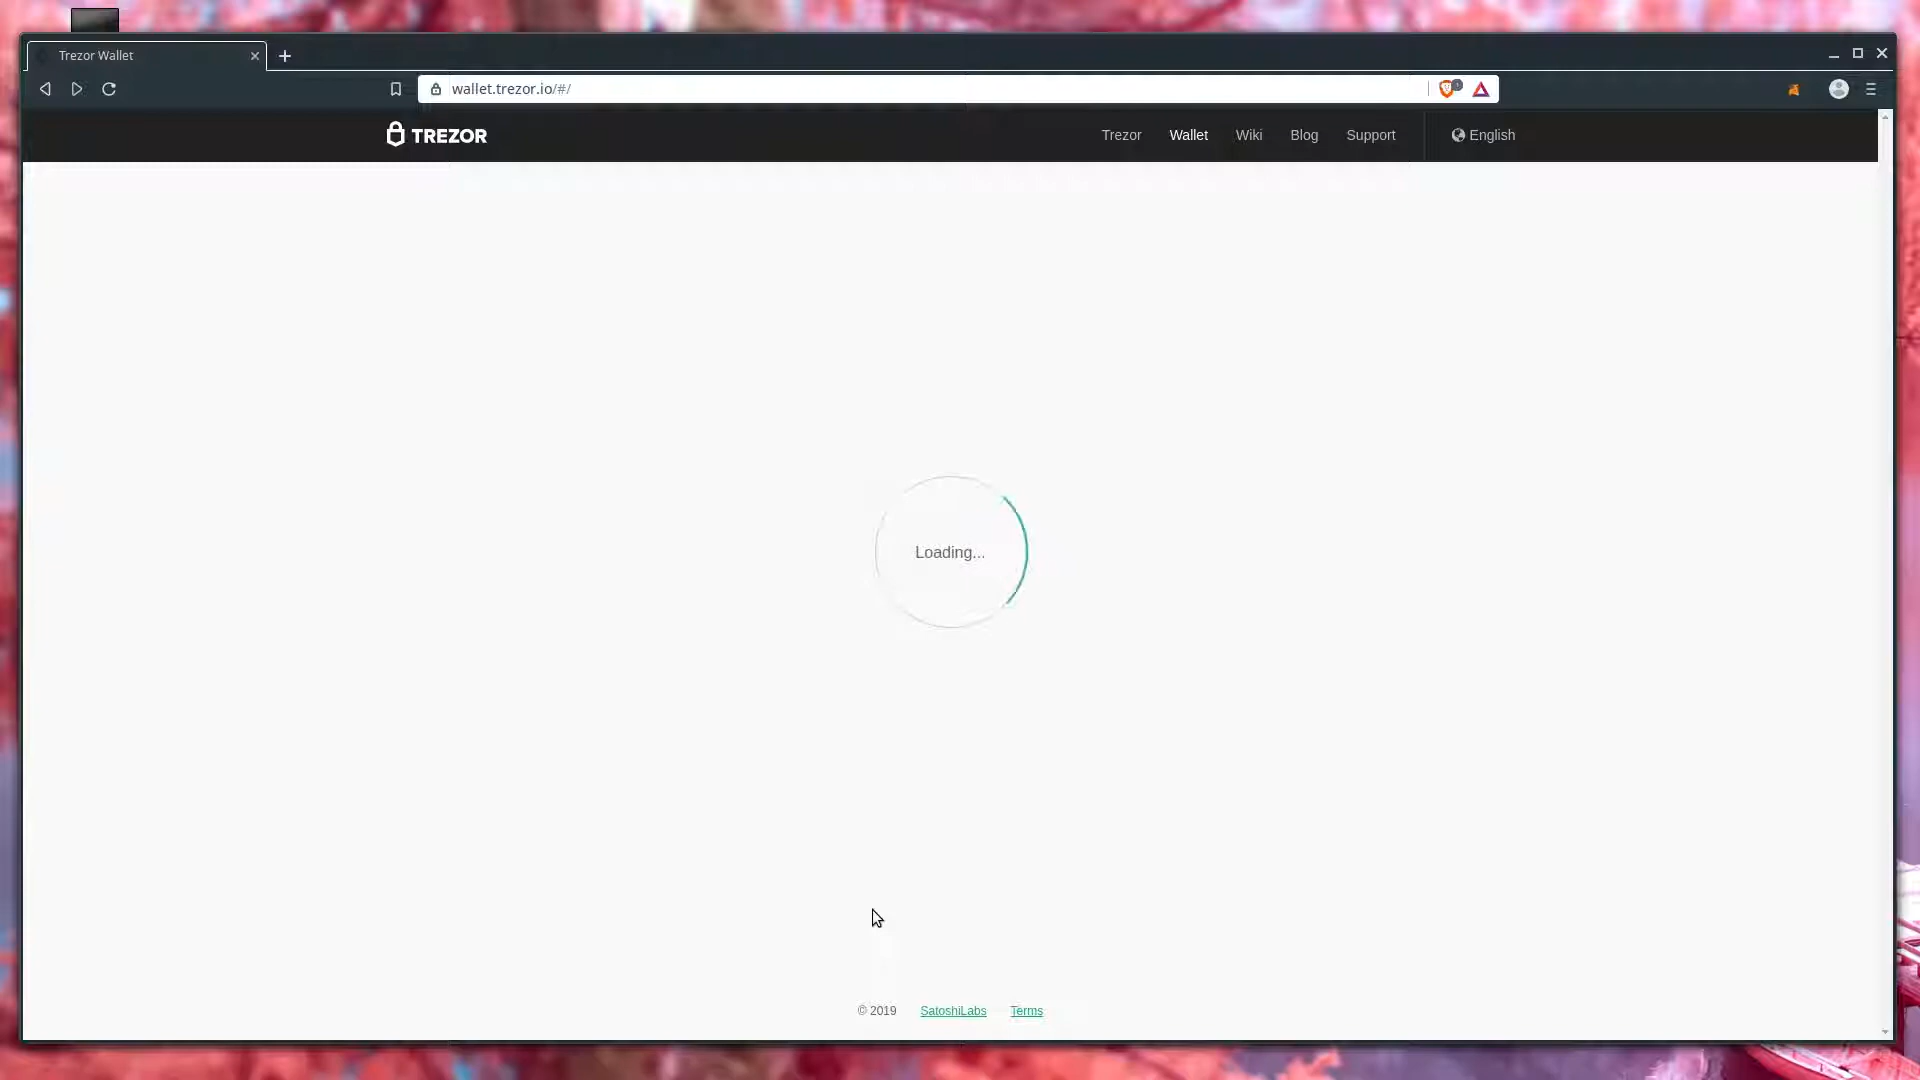 Trezor Wallet
wallet.trezor.io/#/
TREZOR
Trezor Wallet Wiki Blog Support English
Loading...
© 2019 SatoshiLabs Terms